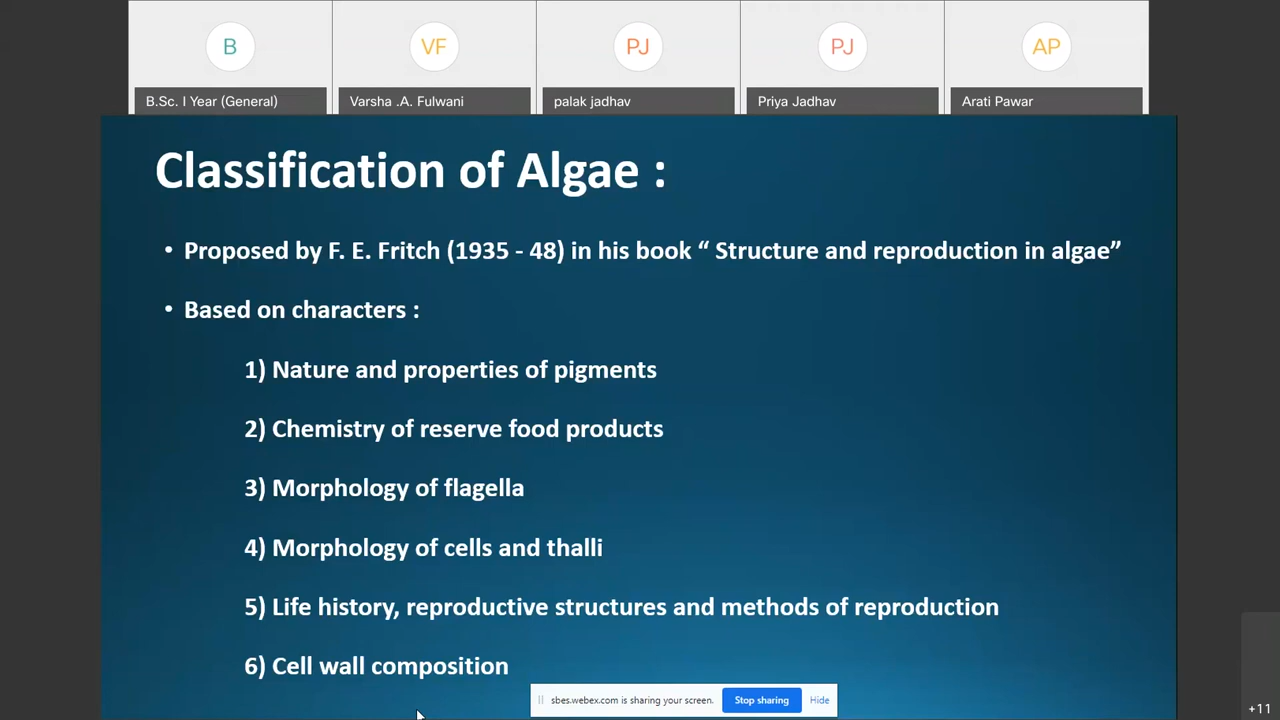 B
VF
PJ
PJ
AP
B.Sc. I Year (General)
Varsha .A. Fulwani
palak jadhav
Priya Jadhav
Arati Pawar
Classification of Algae :
• Proposed by F. E. Fritch (1935 - 48) in his book “ Structure and reproduction in algae”
• Based on characters :
1) Nature and properties of pigments
2) Chemistry of reserve food products
3) Morphology of flagella
4) Morphology of cells and thalli
5) Life history, reproductive structures and methods of reproduction
6) Cell wall composition
sbes.webex.com is sharing your screen.
Stop sharing
Hide
+11